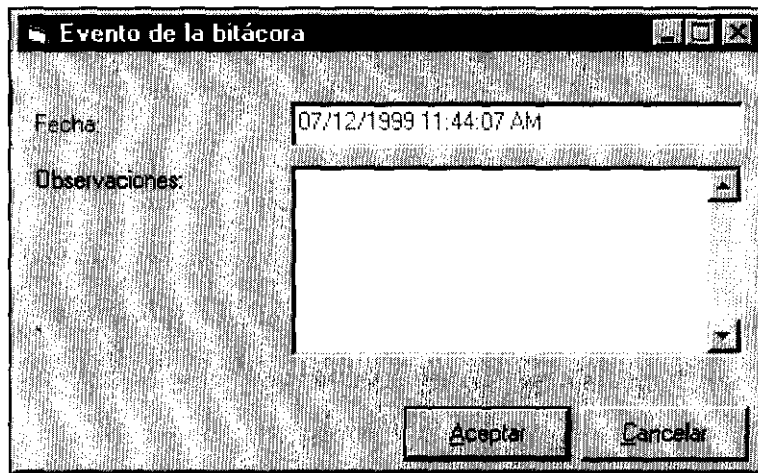 Evento de la bitácora
Fecha: 07/12/1999 11:44:07 AM
Observaciones:
Aceptar Cancelar